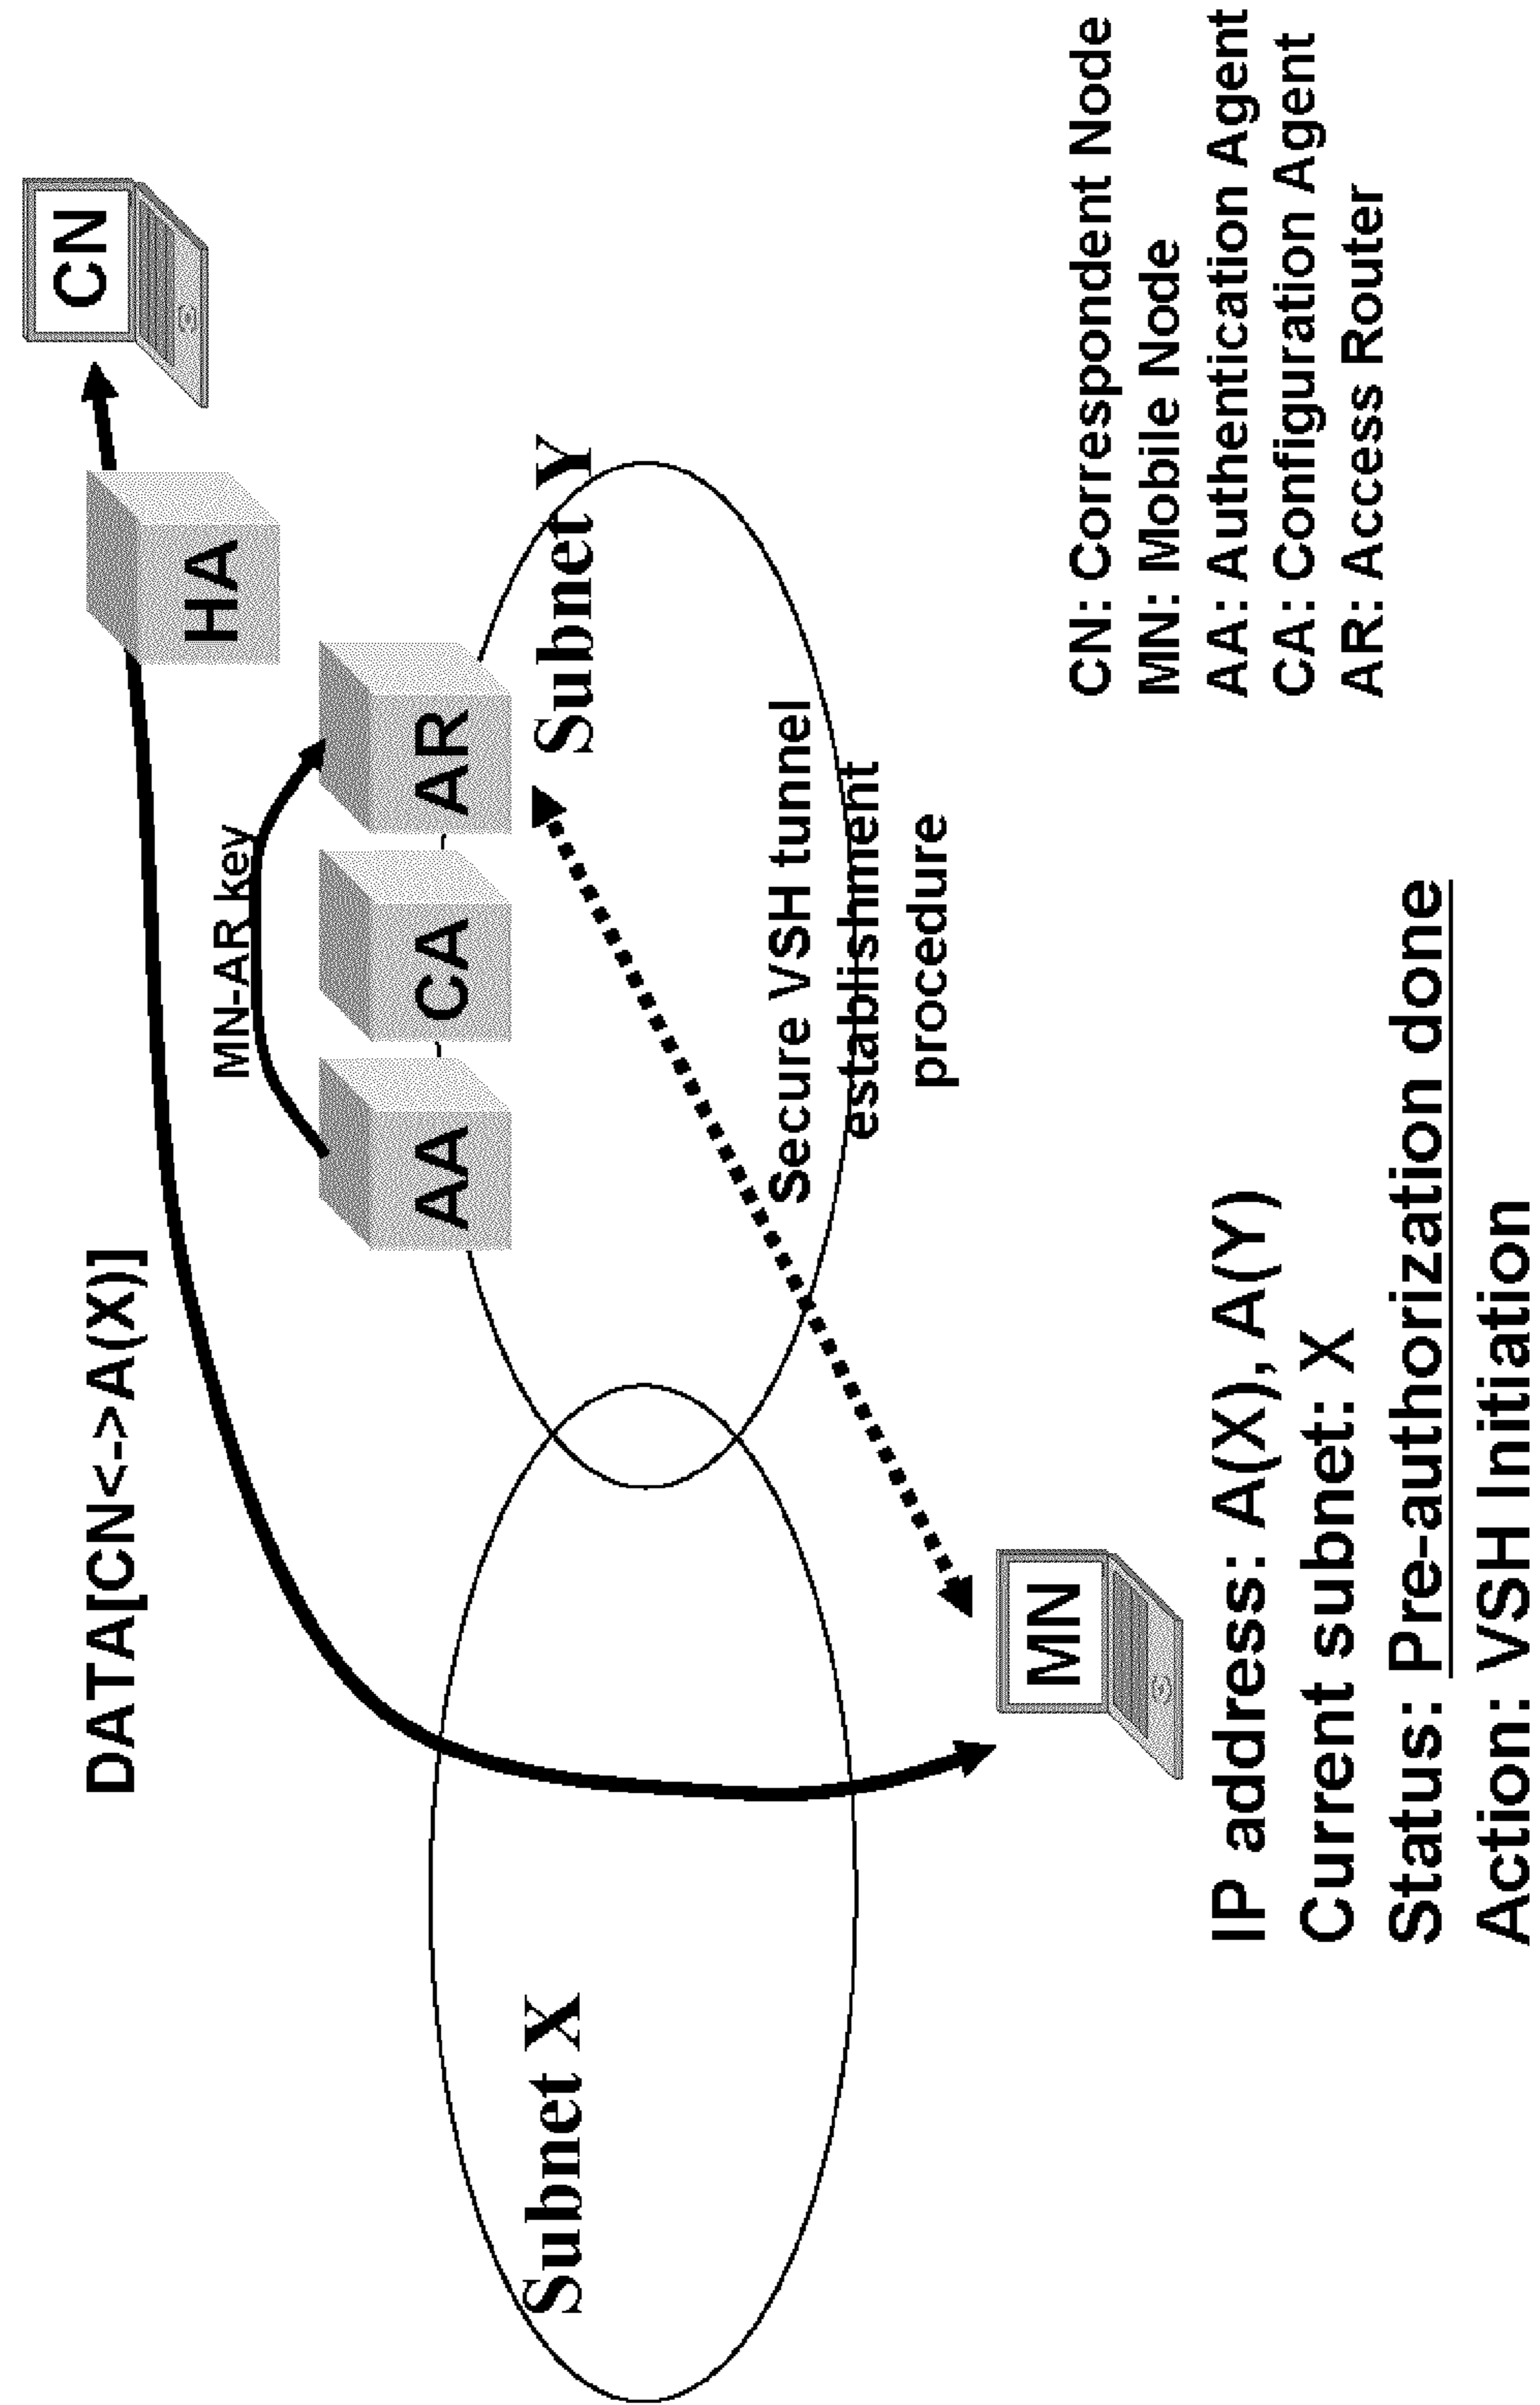 DATA[CN<->A(X)]
CN
HA
MN-AR key
AA
CA
AR
Subnet X
Subnet Y
Secure VSH tunnel
establishment
procedure
MN
IP address: A(X), A(Y)
Current subnet: X
Status: Pre-authorization done
Action: VSH Initiation
CN: Correspondent Node
MN: Mobile Node
AA: Authentication Agent
CA: Configuration Agent
AR: Access Router